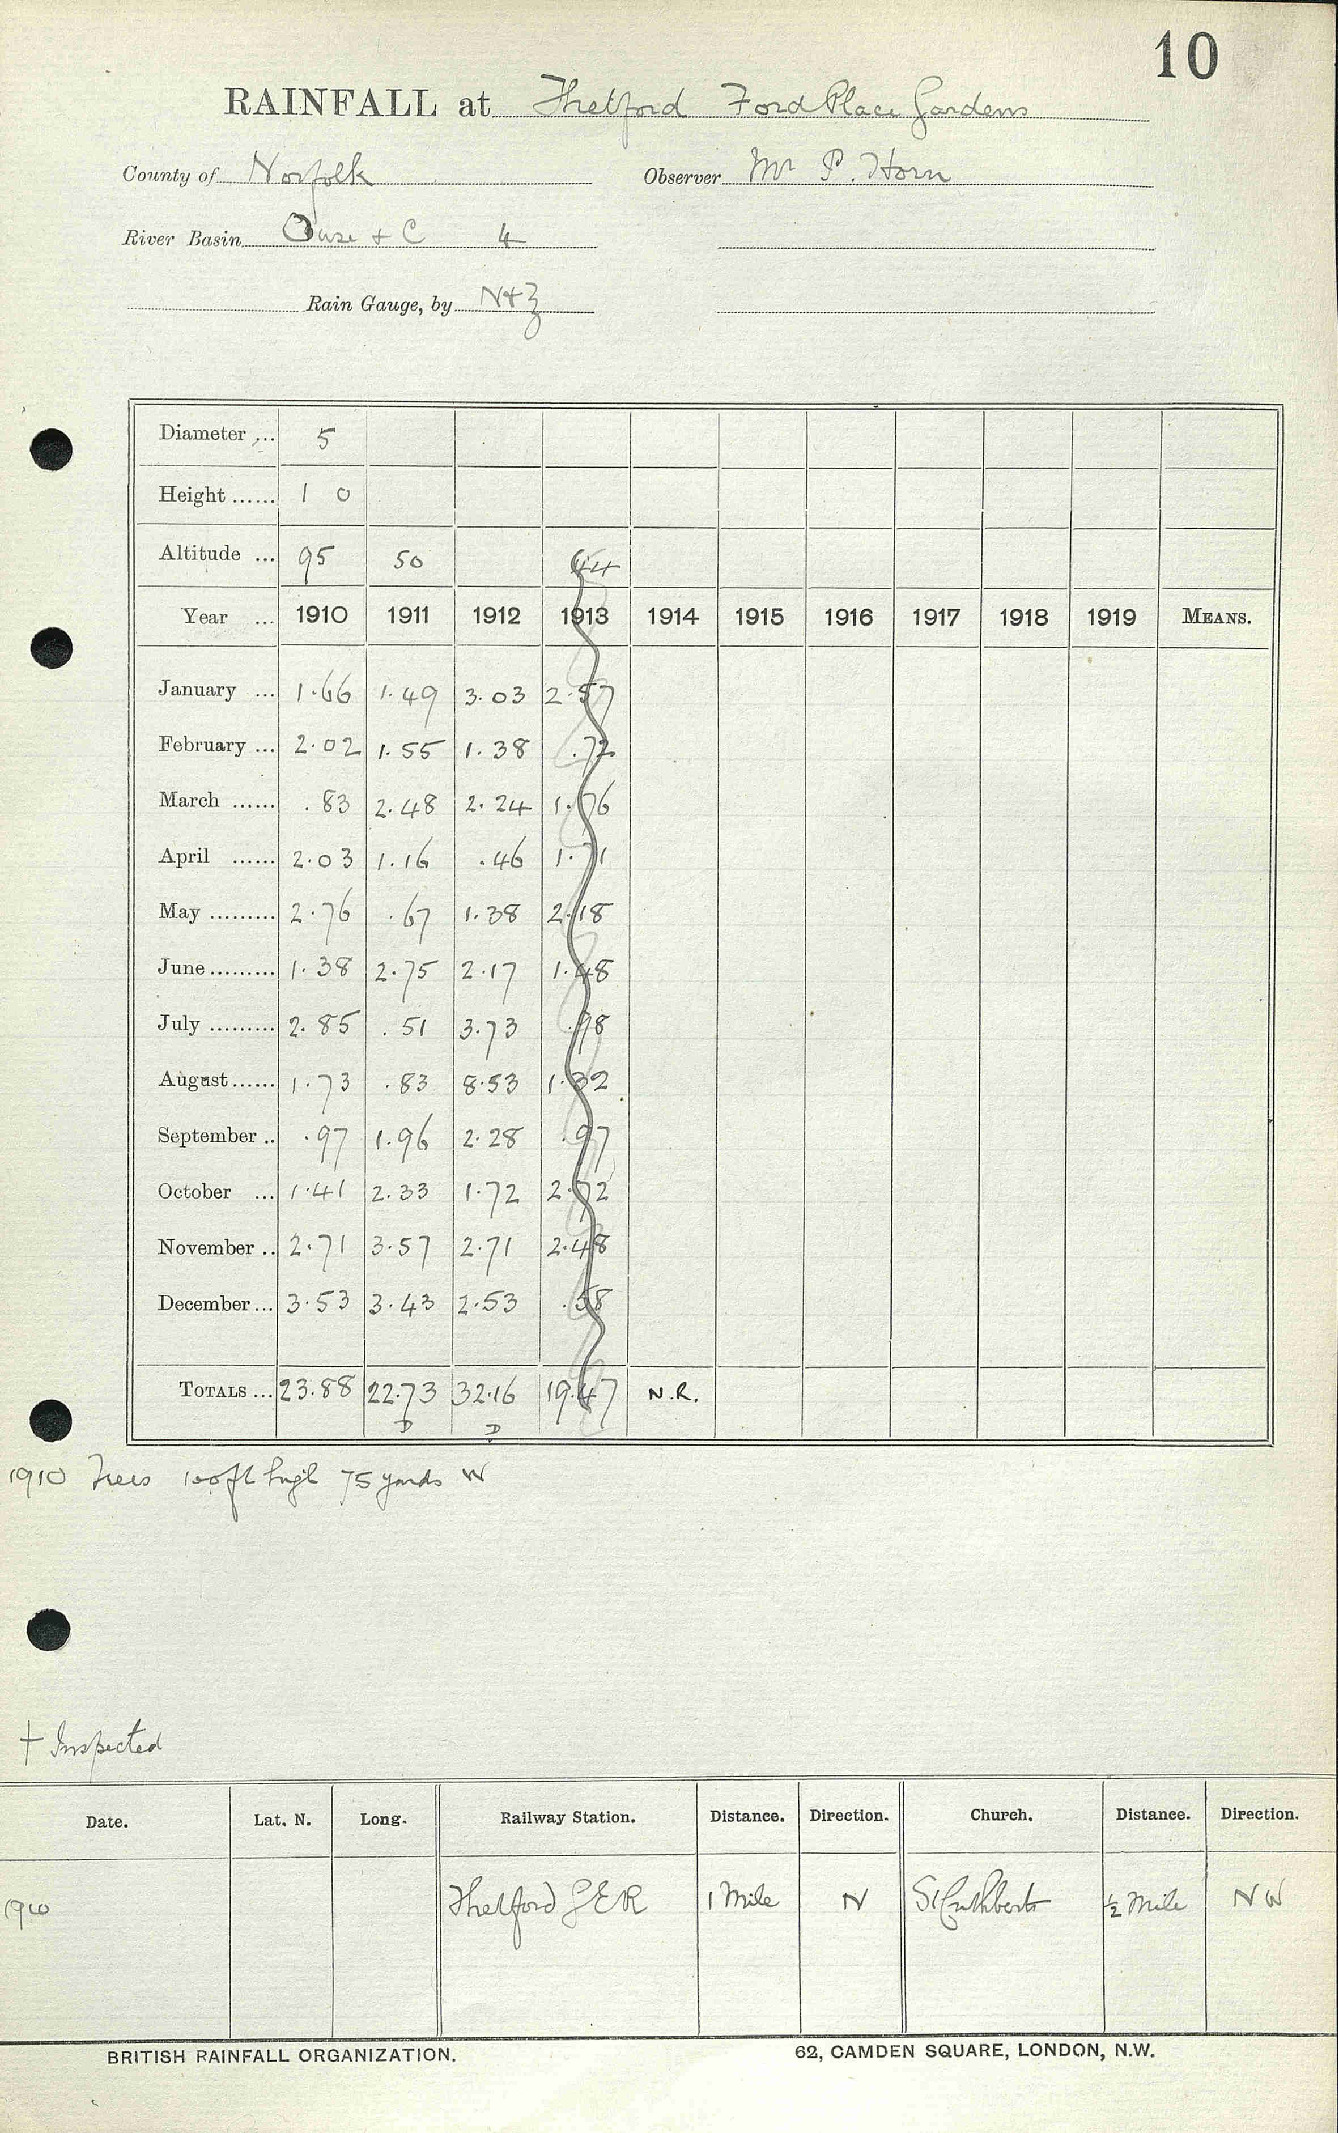 10
RAINFALL at Thetford Ford Place Gardens
County of Norfolk Observer Mr P. Horn
River Basin Ouse + C 4
Rain Gauge, by N+Z
Diameter ... 5
Height ...... 1 0
Altitude ... 95 50 44
Year ... 1910 1911 1912 1913 1914 1915 1916 1917 1918 1919 MEANS.
January ... 1.66 1.49 3.03 2.57
February ... 2.02 1.55 1.38 .72
March ...... .83 2.48 2.24 1.76
April ...... 2.03 1.16 .46 1.71
May ......... 2.76 .67 1.38 2.18
June ......... 1.38 2.75 2.17 1.48
July ......... 2.85 .51 3.73 .98
August ...... 1.73 .83 8.53 1.32
September .. .97 1.96 2.28 .97
October ... 1.41 2.33 1.72 2.72
November .. 2.71 3.57 2.71 2.48
December ... 3.53 3.43 2.53 .58
TOTALS ... 23.88 22.73 32.16 19.47 N.R.
D D
1910 Trees 100ft high 75 yards W
† Inspected
Date. Lat. N. Long. Railway Station. Distance. Direction. Church. Distance. Direction.
1910 Thetford GER 1 Mile N St Cuthberts ½ Mile NW
BRITISH RAINFALL ORGANIZATION. 62, CAMDEN SQUARE, LONDON, N.W.